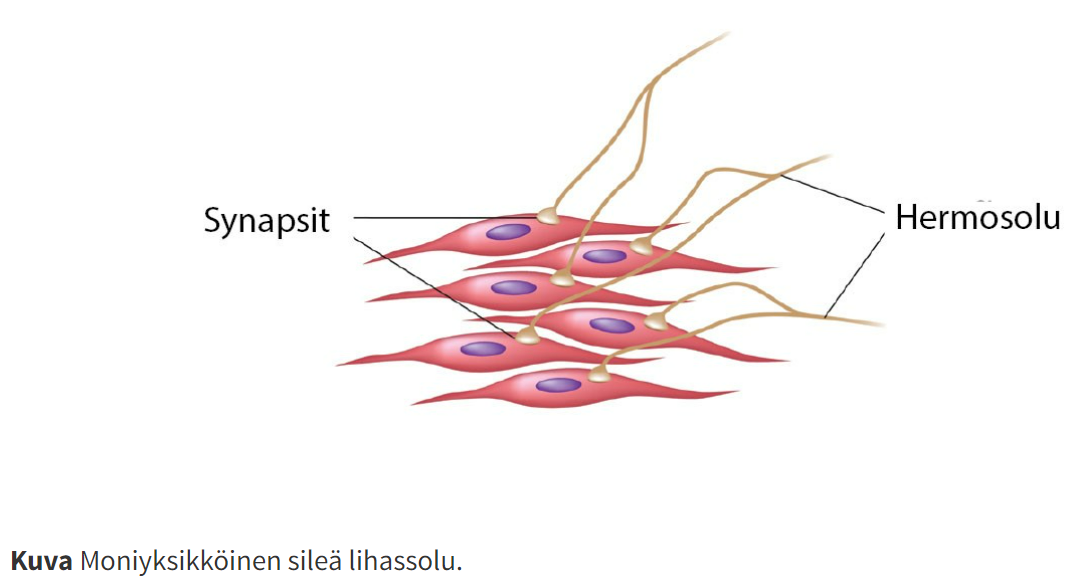 Synapsit
Hermosolu
Kuva Moniyksikköinen sileä lihassolu.